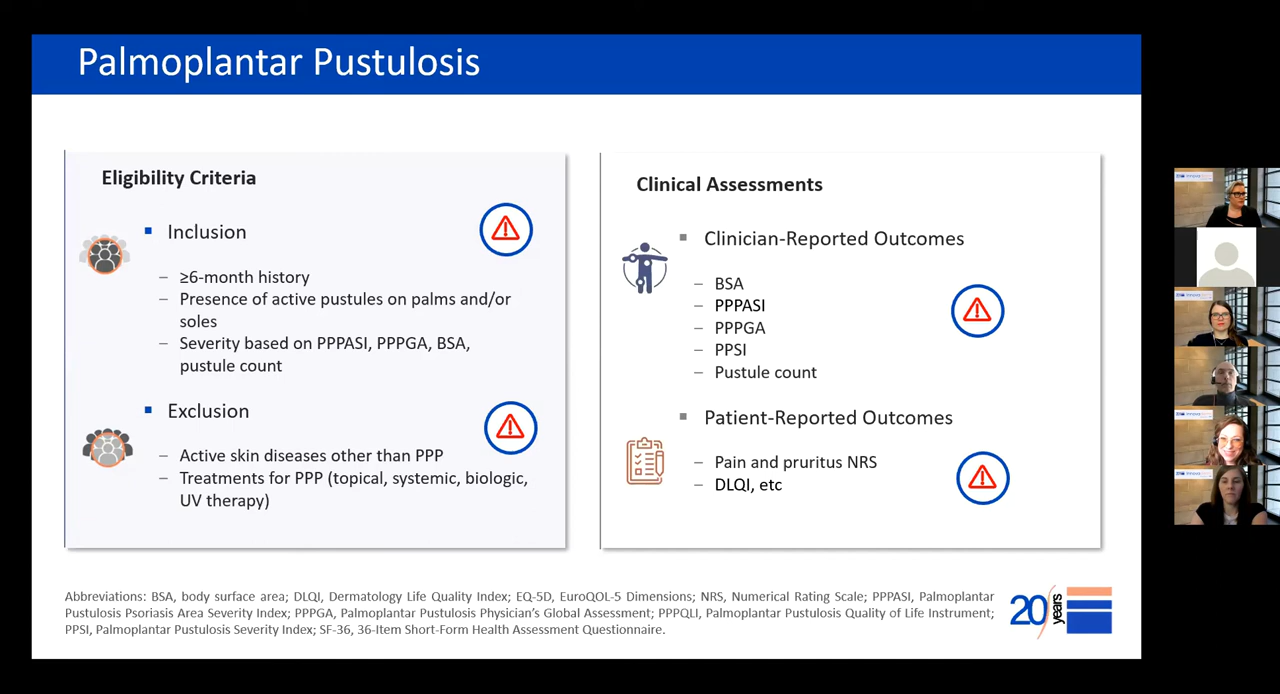 Palmoplantar Pustulosis
Eligibility Criteria
Inclusion
– ≥6-month history
– Presence of active pustules on palms and/or
soles
– Severity based on PPPASI, PPPGA, BSA,
pustule count
Exclusion
– Active skin diseases other than PPP
– Treatments for PPP (topical, systemic, biologic,
UV therapy)
Clinical Assessments
Clinician-Reported Outcomes
– BSA
– PPPASI
– PPPGA
– PPSI
– Pustule count
Patient-Reported Outcomes
– Pain and pruritus NRS
– DLQI, etc
Abbreviations: BSA, body surface area; DLQI, Dermatology Life Quality Index; EQ-5D, EuroQOL-5 Dimensions; NRS, Numerical Rating Scale; PPPASI, Palmoplantar
Pustulosis Psoriasis Area Severity Index; PPPGA, Palmoplantar Pustulosis Physician's Global Assessment; PPPQLI, Palmoplantar Pustulosis Quality of Life Instrument;
PPSI, Palmoplantar Pustulosis Severity Index; SF-36, 36-Item Short-Form Health Assessment Questionnaire.
20 years